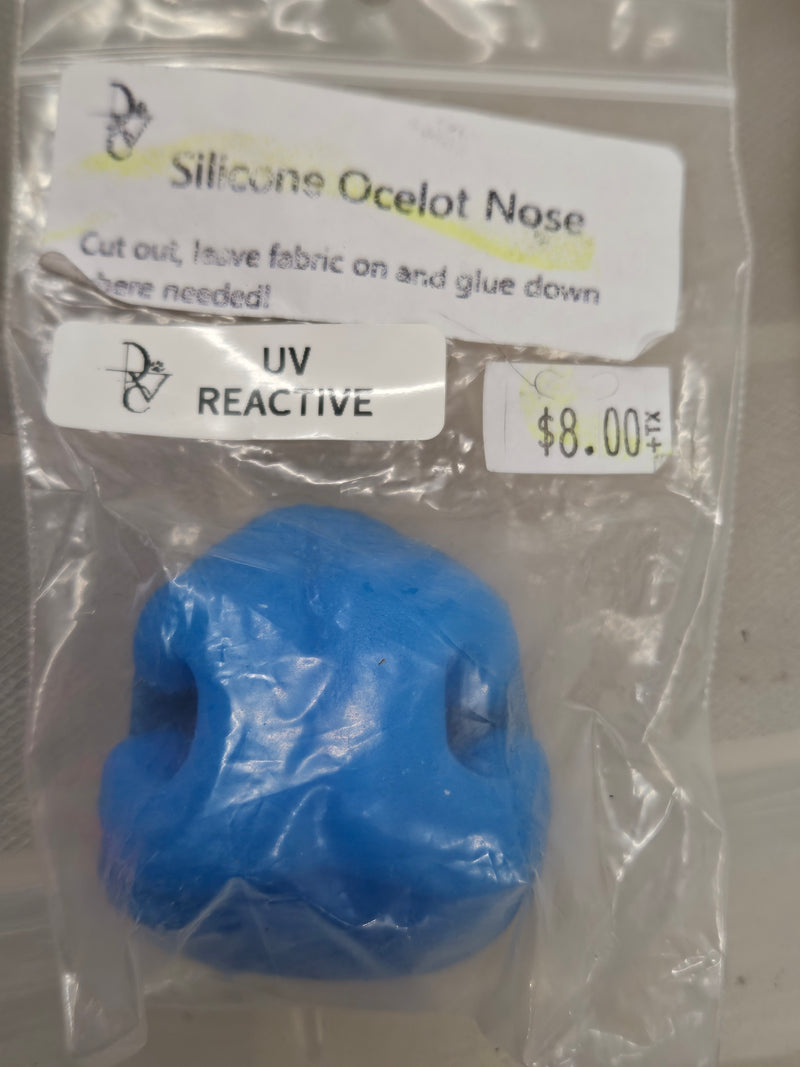 Silicone Ocelot Nose
Cut out, leave fabric on and glue down
here needed!
UV
REACTIVE
$8.00
+TX